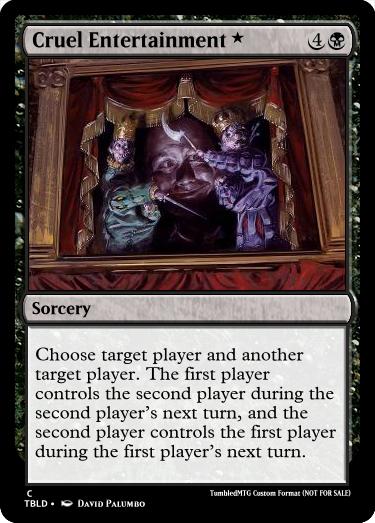 Cruel Entertainment ★ 4
Sorcery
Choose target player and another
target player. The first player
controls the second player during the
second player's next turn, and the
second player controls the first player
during the first player's next turn.
C
TBLD • David Palumbo
TumbledMTG Custom Format (NOT FOR SALE)